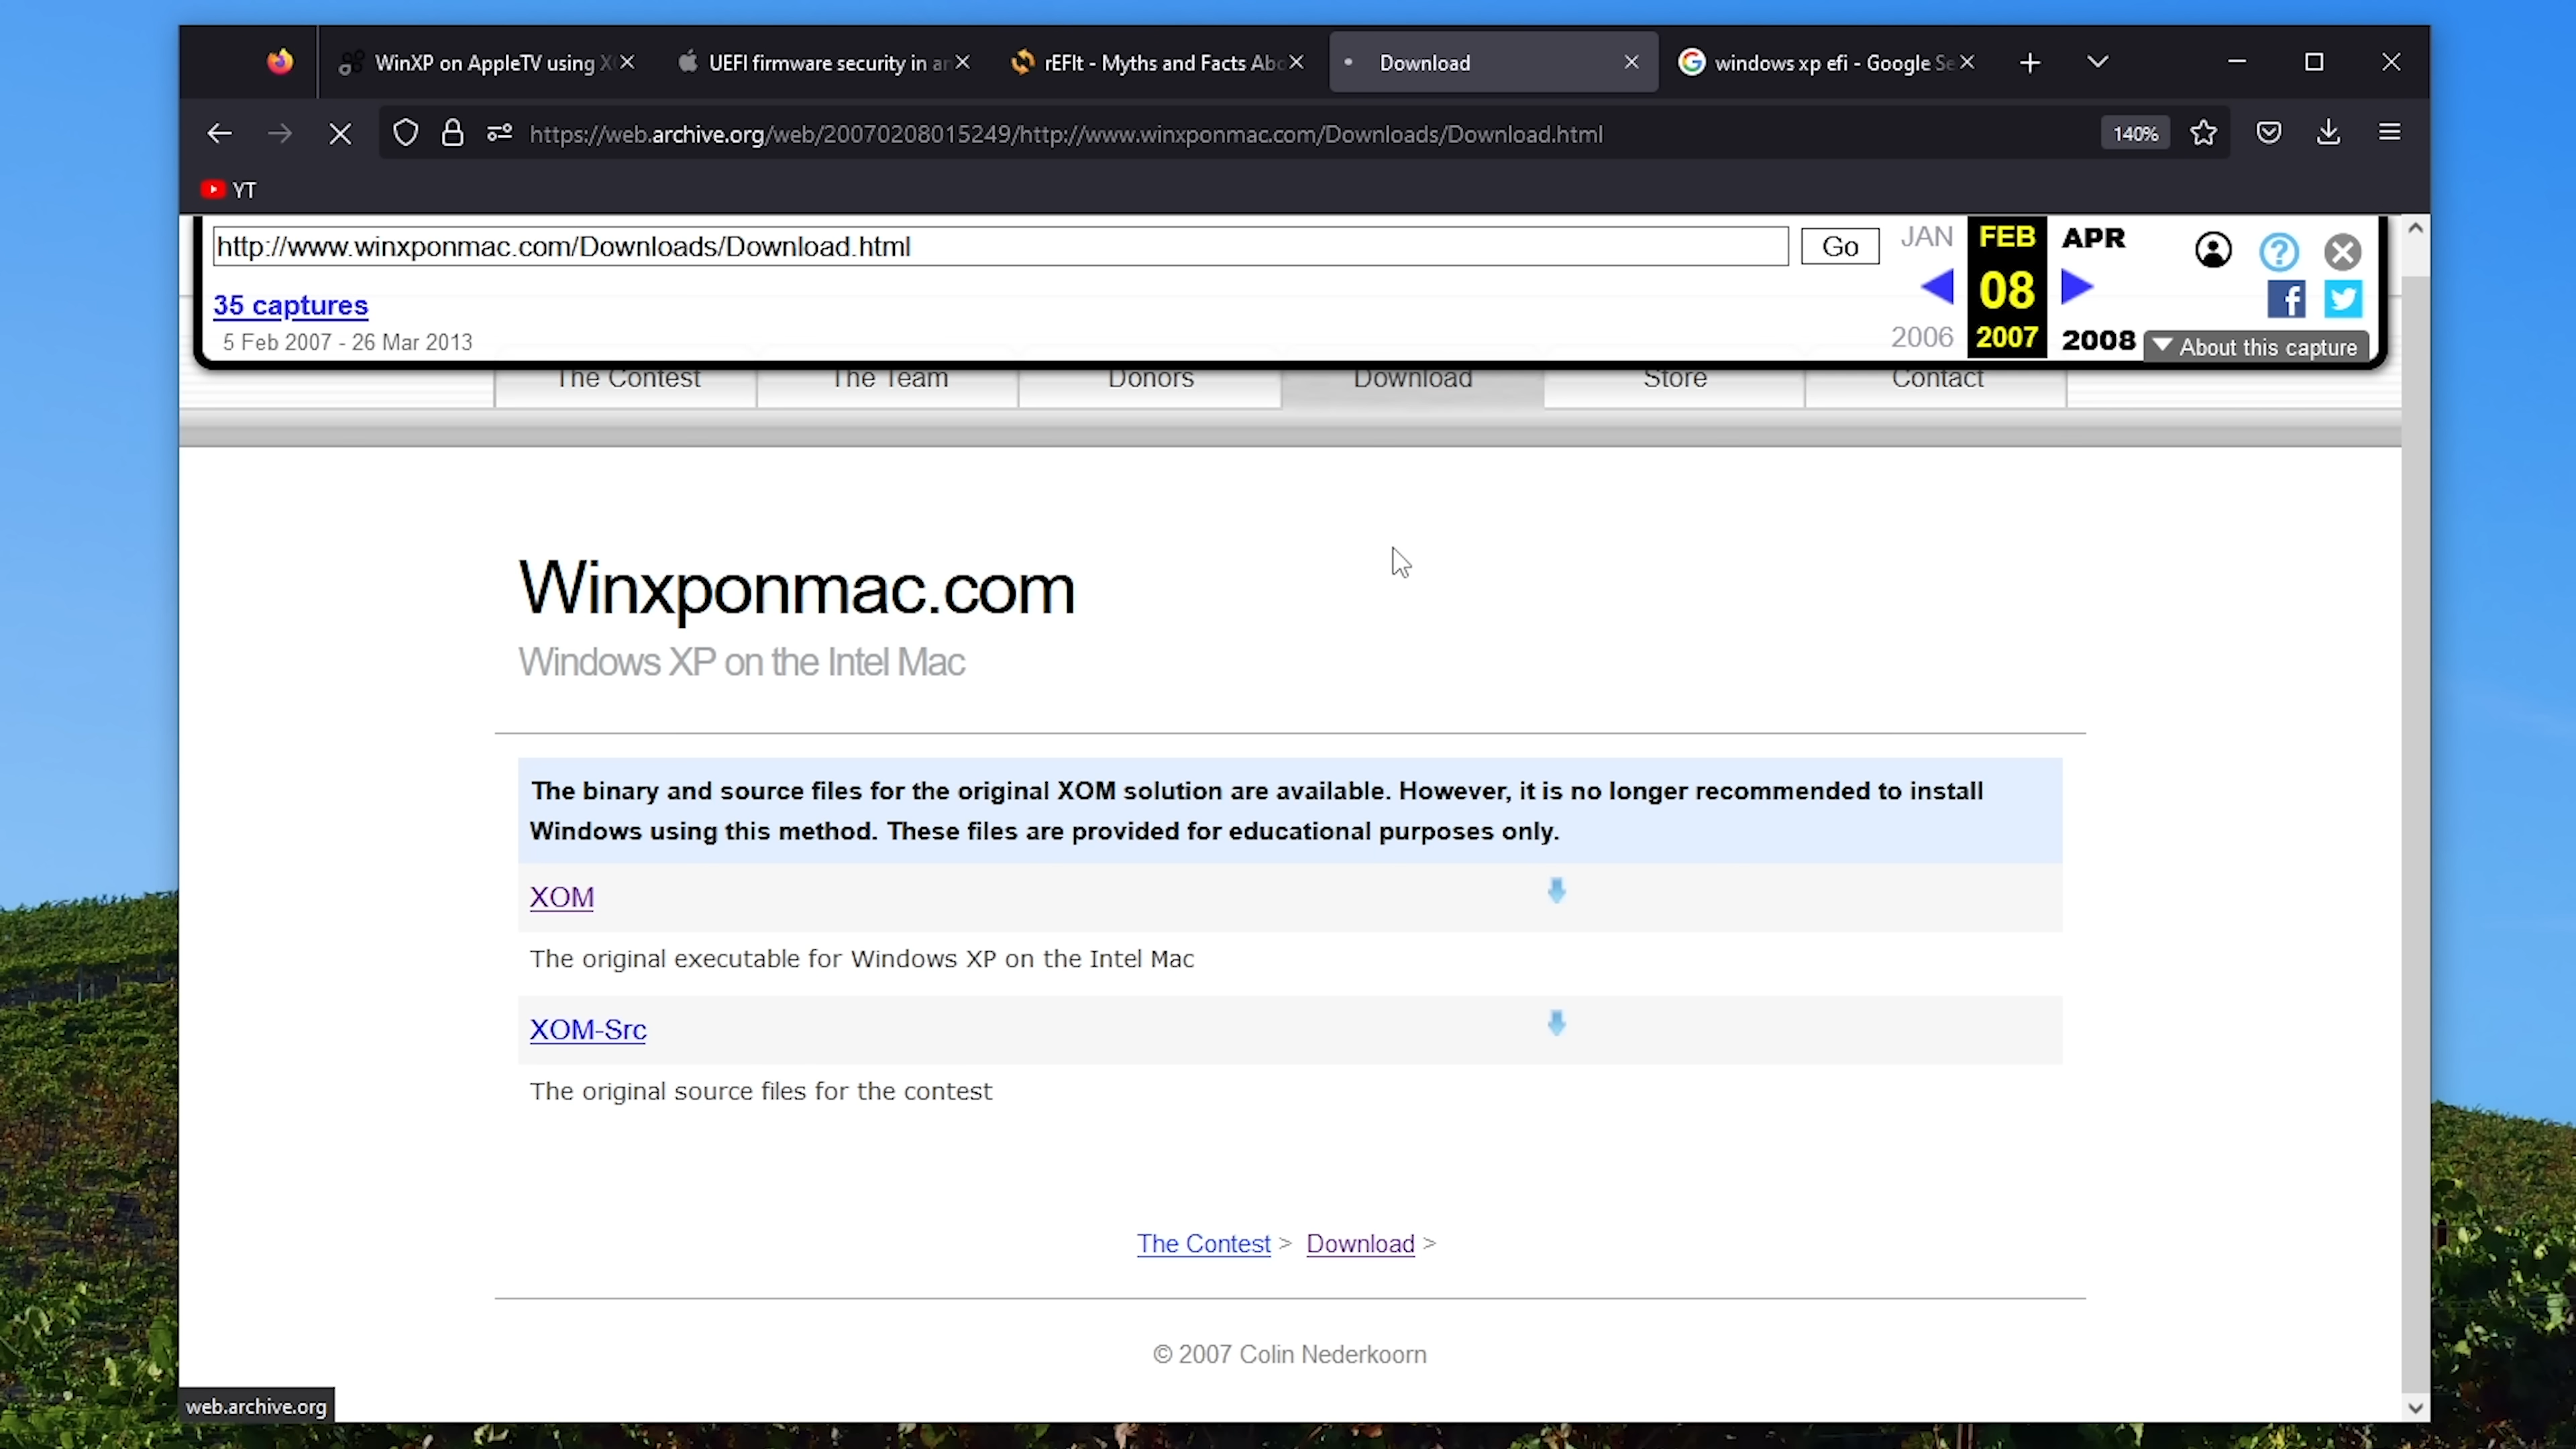 WinXP on AppleTV using X
UEFI firmware security in an
rEFIt - Myths and Facts Abo
Download
windows xp efi - Google Se
https://web.archive.org/web/20070208015249/http://www.winxponmac.com/Downloads/Download.html
140%
YT
http://www.winxponmac.com/Downloads/Download.html
Go
JAN
FEB
APR
35 captures
08
5 Feb 2007 - 26 Mar 2013
2006
2007
2008
About this capture
The Contest
The Team
Donors
Download
Store
Contact
Winxponmac.com
Windows XP on the Intel Mac
The binary and source files for the original XOM solution are available. However, it is no longer recommended to install
Windows using this method. These files are provided for educational purposes only.
XOM
The original executable for Windows XP on the Intel Mac
XOM-Src
The original source files for the contest
The Contest > Download >
© 2007 Colin Nederkoorn
web.archive.org